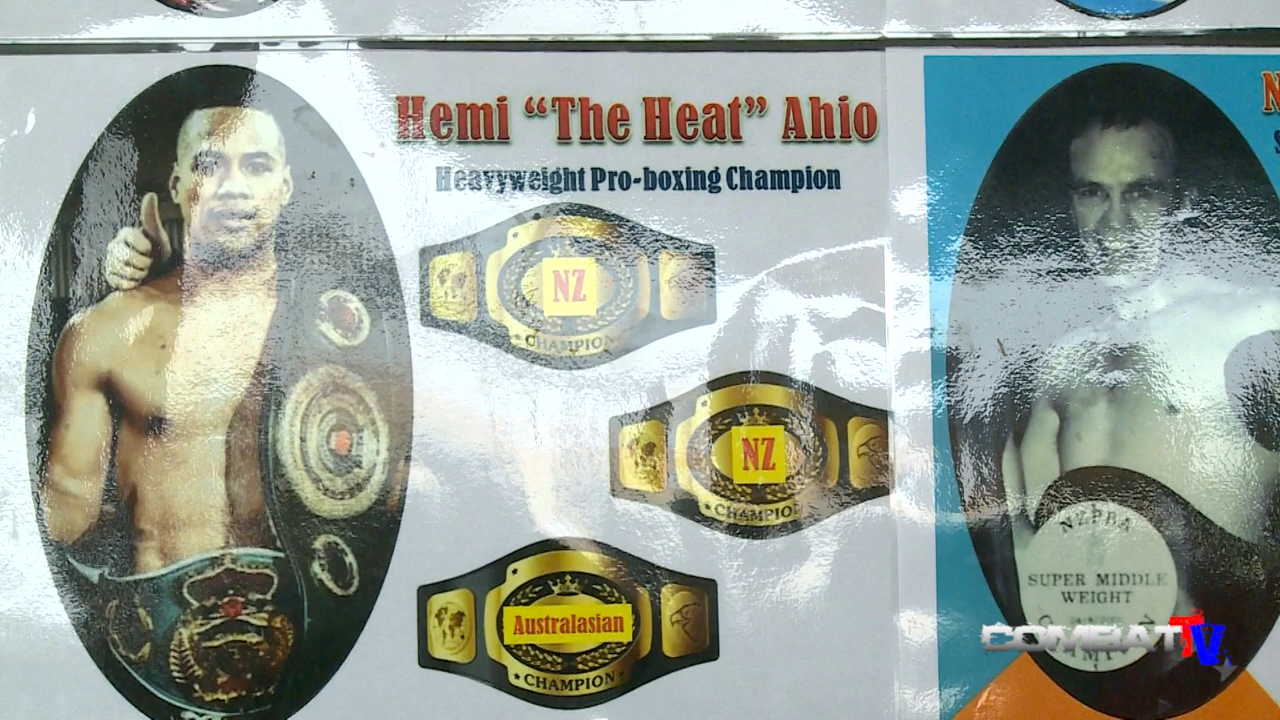 Hemi “The Heat” Ahio
Heavyweight Pro-boxing Champion
NZ
CHAMPION
NZ
CHAMPION
Australasian
CHAMPION
N
NZPBA
SUPER MIDDLE
WEIGHT
COMBAT TV